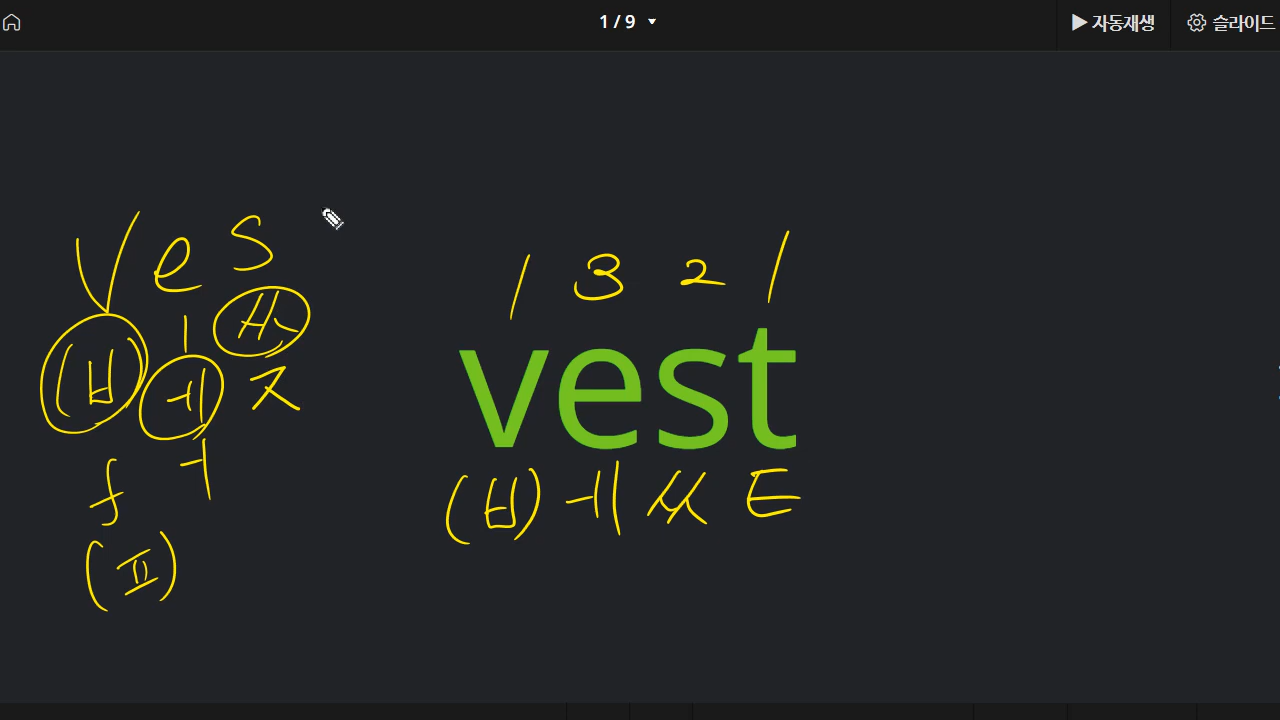 1 / 9
▶ 자동재생
슬라이드
V e s
(ㅂ) ㅔ ㅆ
ㅈ
f ㅓ
(ㅍ)
1 3 2 1
vest
(ㅂ) ㅔ ㅆ ㅌ